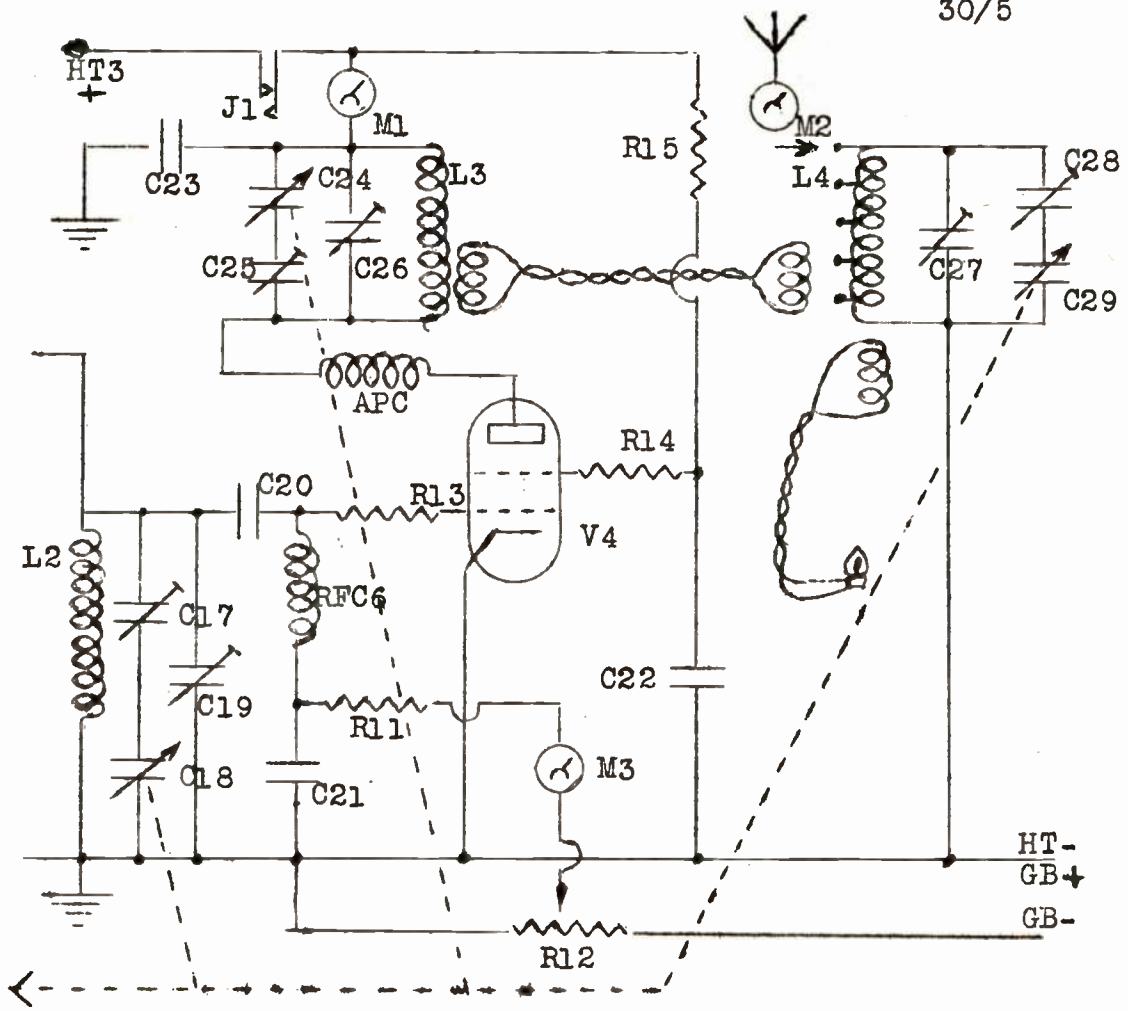 30/5
HT3
+
J1
M1
M2
C23
C24
L3
R15
L4
C28
C25
C26
C27
C29
APC
R14
C20
R13
V4
L2
C17
RFC6
C19
R11
C22
C18
C21
M3
HT-
GB+
GB-
R12